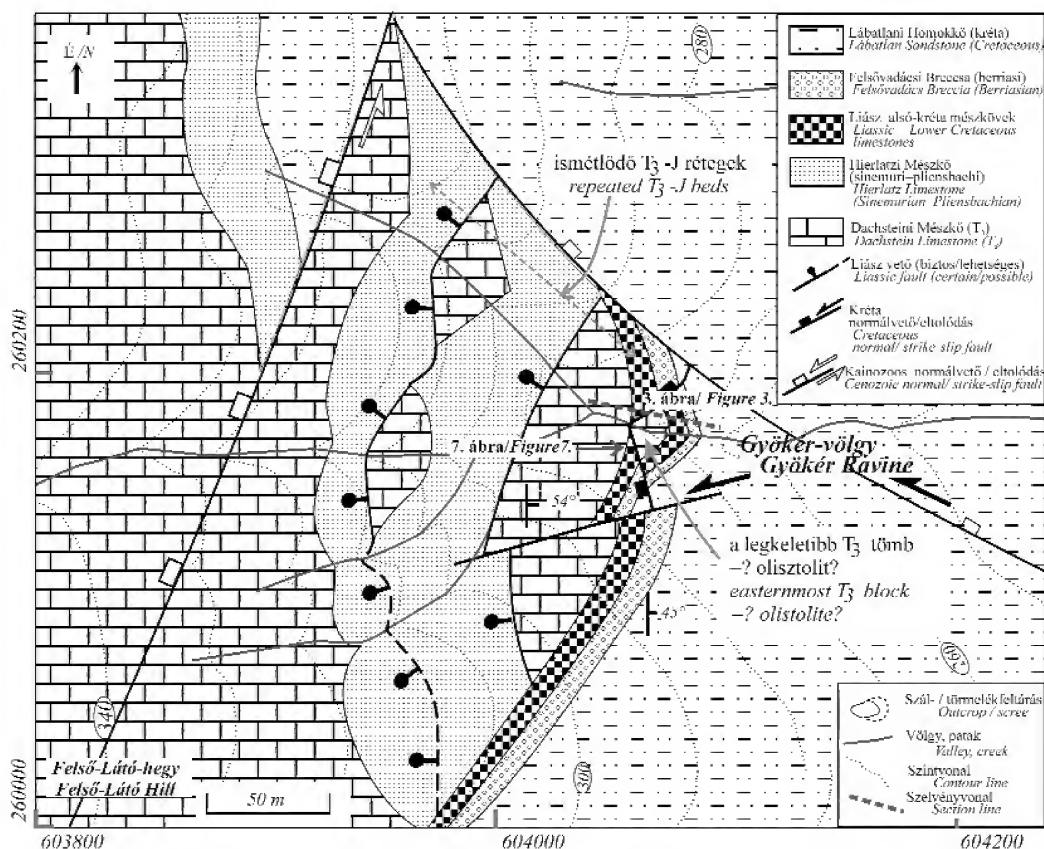 É /N
280
Lábatlani Homokkő (kréta)
Lábatlan Sandstone (Cretaceous)
Felsővadácsi Breccsa (berriasi)
Felsővadács Breccia (Berriasian)
Liász alsó-kréta mészkövek
Liassic Lower Cretaceous
limestones
Hierlatzi Mészkő
(sinemuri–pliensbachi)
Hierlatz Limestone
(Sinemurian Pliensbachian)
Dachsteini Mészkő (T₃)
Dachstein Limestone (T₃)
Liász vető (biztos/lehetséges)
Liassic fault (certain/possible)
Kréta
normálvető/eltolódás
Cretaceous
normal/ strike slip fault
Kainozoos normálvető / eltolódás
Cenozoic normal/ strike-slip fault
ismétlődő T₃ -J rétegek
repeated T₃ -J beds
260200
3. ábra/ Figure 3.
7. ábra/Figure7.
Gyökér-völgy
Gyökér Ravine
54°
a legkeletibb T₃ tömb
–? olisztolit?
easternmost T₃ block
–? olistolite?
45°
260
340
300
Felső-Látó-hegy
Felső-Látó Hill
50 m
Szál- / törmelékfeltárás
Outcrop / scree
Völgy, patak
Valley, creek
Szintvonal
Contour line
Szelvényvonal
Section line
260000
603800
604000
604200